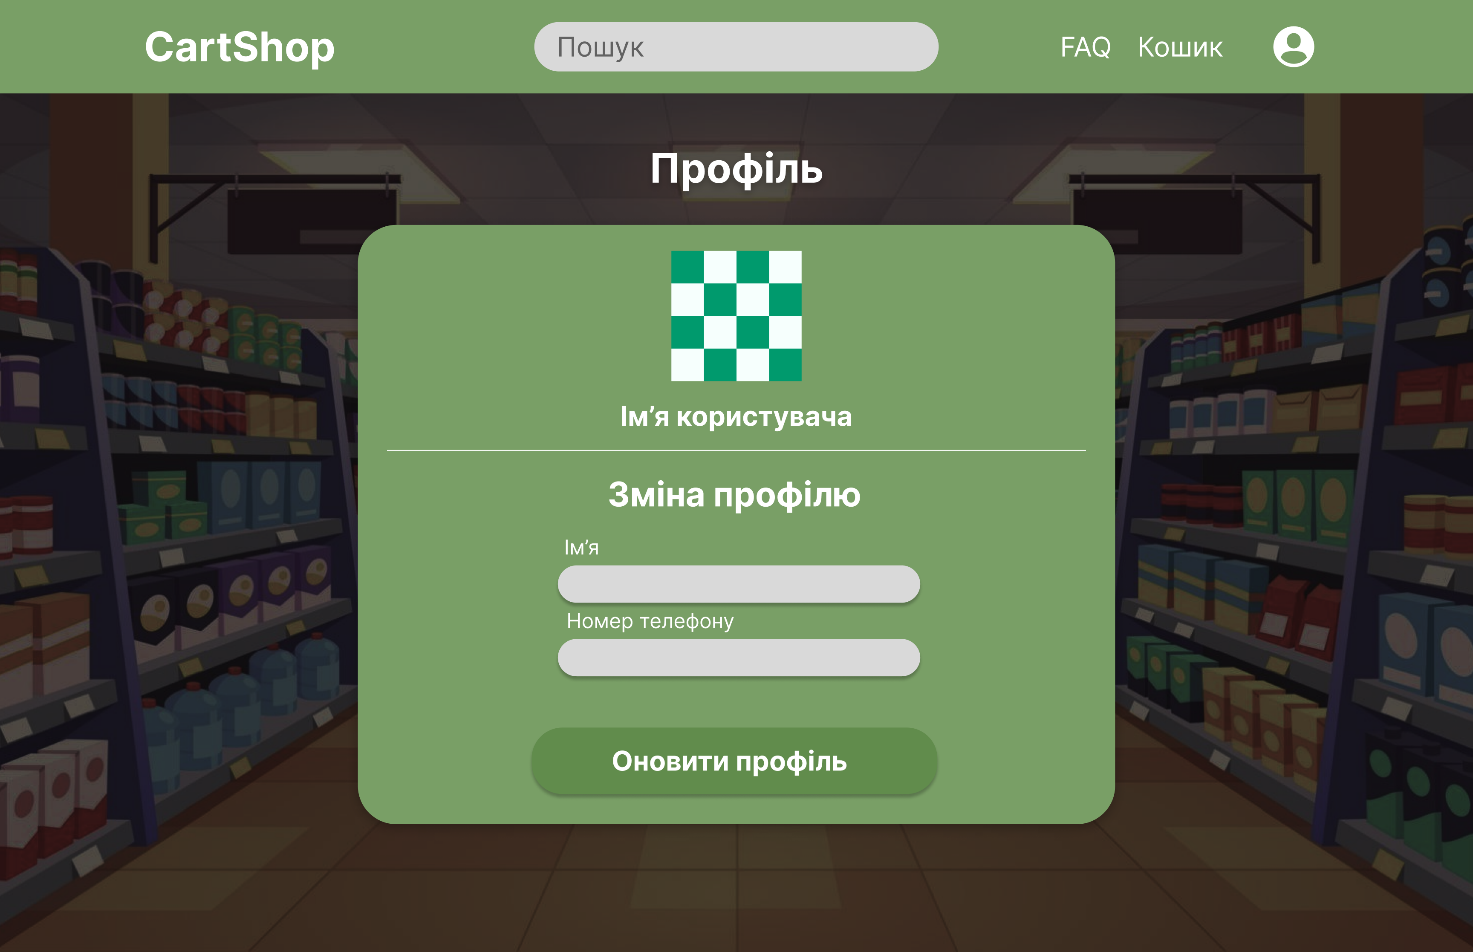 CartShop
Пошук
FAQ
Кошик
Профіль
Ім’я користувача
Зміна профілю
Ім’я
Номер телефону
Оновити профіль